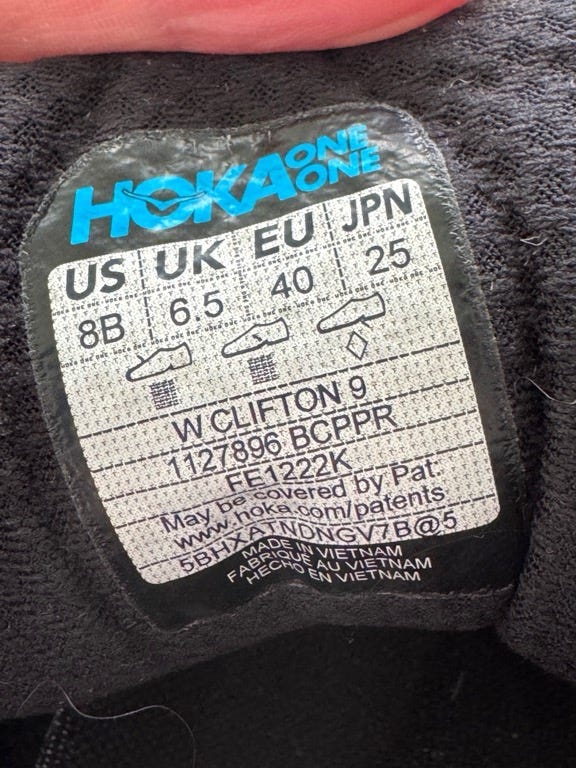 HOKA ONE ONE
US UK EU JPN
8B 6.5 40 25
W CLIFTON 9
1127896 BCPPR
FE1222K
May be covered by Pat:
www.hoka.com/patents
5BHXATNDNGV7B@5
MADE IN VIETNAM
FABRIQUÉ AU VIETNAM
HECHO EN VIETNAM